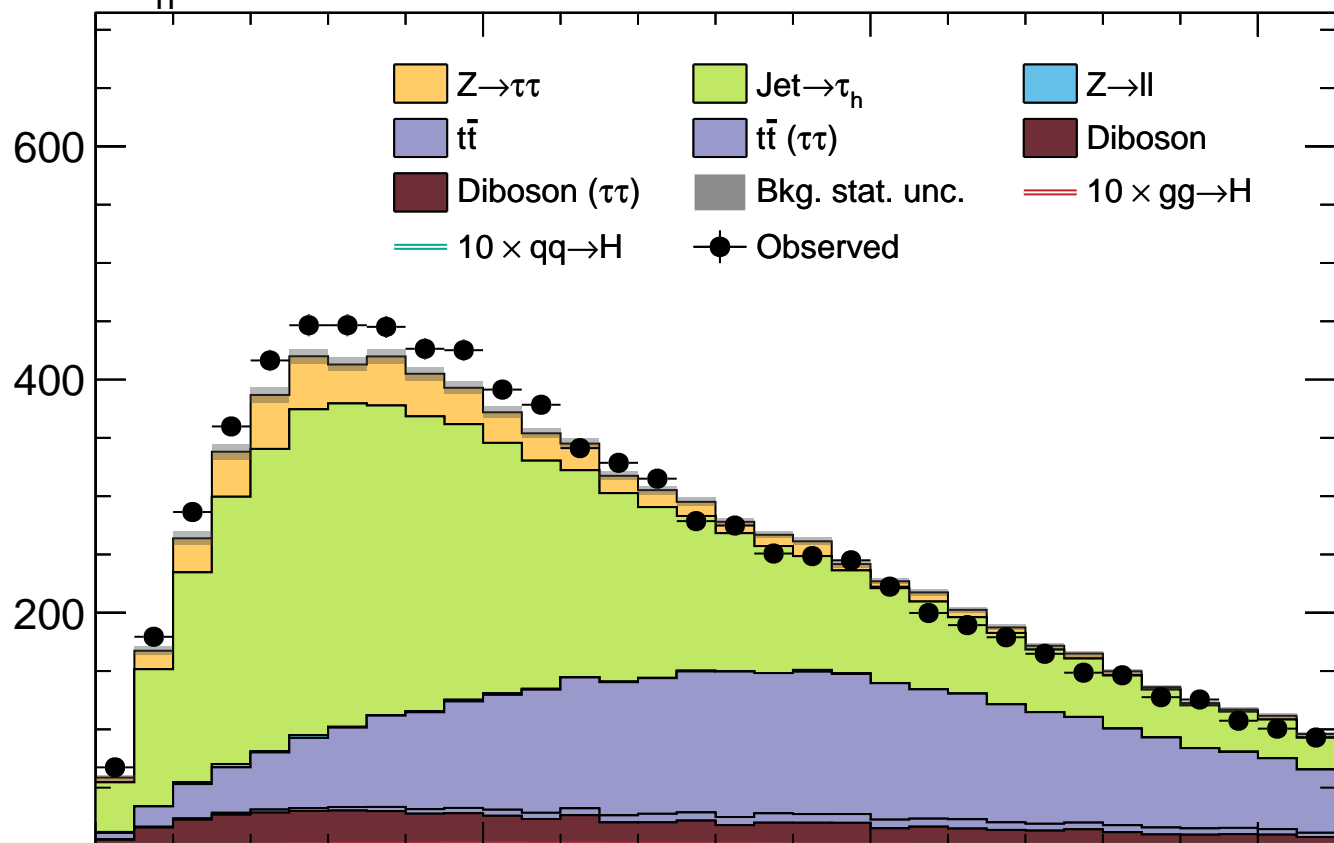 Z→ττ Jet→τh Z→ll
tt̄ tt̄ (ττ) Diboson
Diboson (ττ) Bkg. stat. unc. 10 × gg→H
10 × qq→H Observed
600
400
200